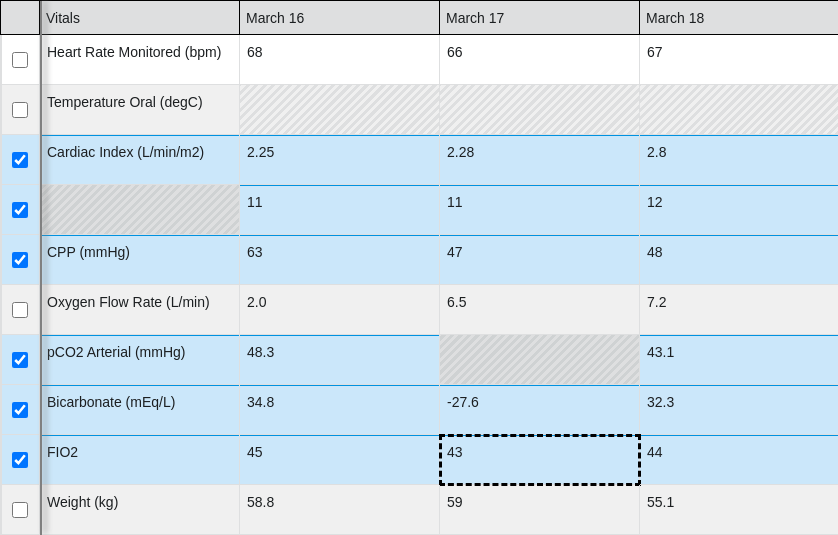 Vitals March 16 March 17 March 18
Heart Rate Monitored (bpm) 68 66 67
Temperature Oral (degC)
Cardiac Index (L/min/m2) 2.25 2.28 2.8
11 11 12
CPP (mmHg) 63 47 48
Oxygen Flow Rate (L/min) 2.0 6.5 7.2
pCO2 Arterial (mmHg) 48.3 43.1
Bicarbonate (mEq/L) 34.8 -27.6 32.3
FIO2 45 43 44
Weight (kg) 58.8 59 55.1